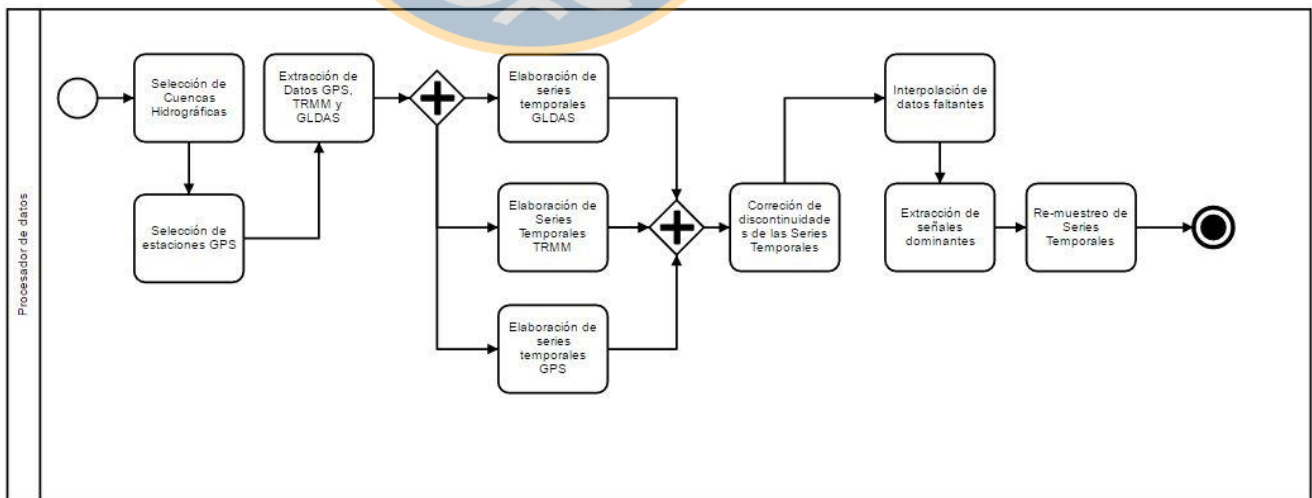 Procesador de datos
Selección de
Cuencas
Hidrográficas
Selección de
estaciones GPS
Extracción de
Datos GPS,
TRMM y
GLDAS
Elaboración de
series
temporales
GLDAS
Elaboración de
Series
Temporales
TRMM
Elaboración de
series
temporales
GPS
Correción de
discontinuidade
s de las Series
Temporales
Interpolación de
datos faltantes
Extracción de
señales
dominantes
Re-muestreo de
Series
Temporales